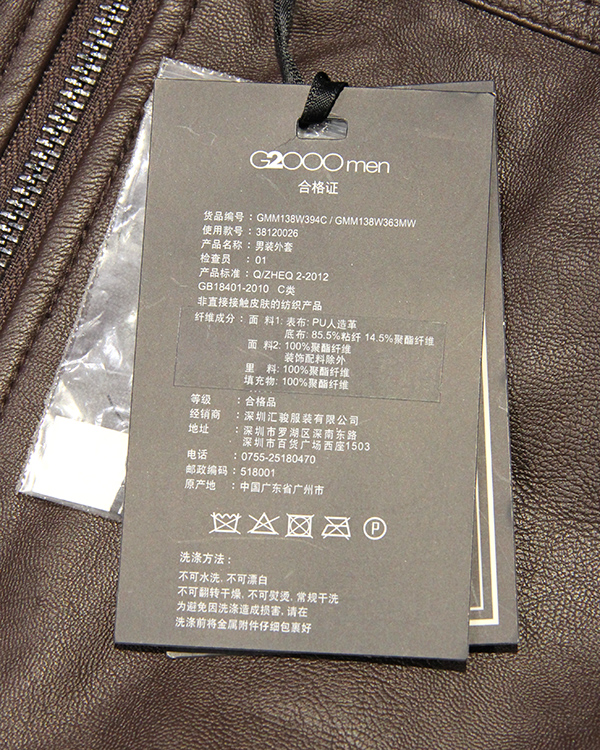 G2000men
合格证
货品编号：GMM138W394C / GMM138W363MW
使用款号：38120026
产品名称：男装外套
检查员：01
产品标准：Q/ZHEQ 2-2012
GB18401-2010 C类
非直接接触皮肤的纺织产品
纤维成分：面 料1: 表布: PU人造革
底布: 85.5%粘纤 14.5%聚酯纤维
面 料2: 100%聚酯纤维
装饰配料除外
里 料: 100%聚酯纤维
填充物: 100%聚酯纤维
等级：合格品
经销商：深圳汇骏服装有限公司
地址：深圳市罗湖区深南东路
深圳市百货广场西座1503
电话：0755-25180470
邮政编码：518001
原产地：中国广东省广州市
P
洗涤方法：
不可水洗, 不可漂白
不可翻转干燥, 不可熨烫, 常规干洗
为避免因洗涤造成损害, 请在
洗涤前将金属附件仔细包裹好